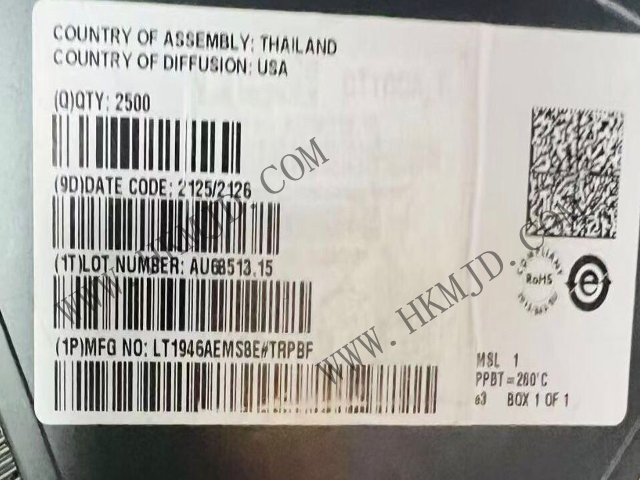 COUNTRY OF ASSEMBLY: THAILAND
COUNTRY OF DIFFUSION: USA
(Q)QTY: 2500
(9D)DATE CODE: 2125/2126
(1T)LOT NUMBER: AU68513.15
(1P)MFG NO: LT1946AEMS8E#TRPBF
COMPLIANT
RoHS
e
MSL 1
PPBT=260°C
e3 BOX 1 OF 1
WWW.HKMJD.COM
WWW.HKMJD.COM